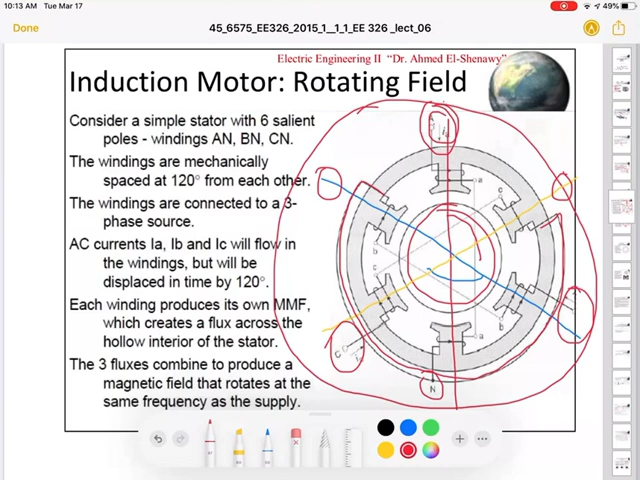 10:13 AM Tue Mar 17
49%
Done
45_6575_EE326_2015_1__1_1_EE 326 _lect_06
Electric Engineering II "Dr. Ahmed El-Shenawy"
Induction Motor: Rotating Field
Consider a simple stator with 6 salient
poles - windings AN, BN, CN.
The windings are mechanically
spaced at 120° from each other.
The windings are connected to a 3-
phase source.
AC currents Ia, Ib and Ic will flow in
the windings, but will be
displaced in time by 120°.
Each winding produces its own MMF,
which creates a flux across the
hollow interior of the stator.
The 3 fluxes combine to produce a
magnetic field that rotates at the
same frequency as the supply.
a
c
b
c
b
a
C
N